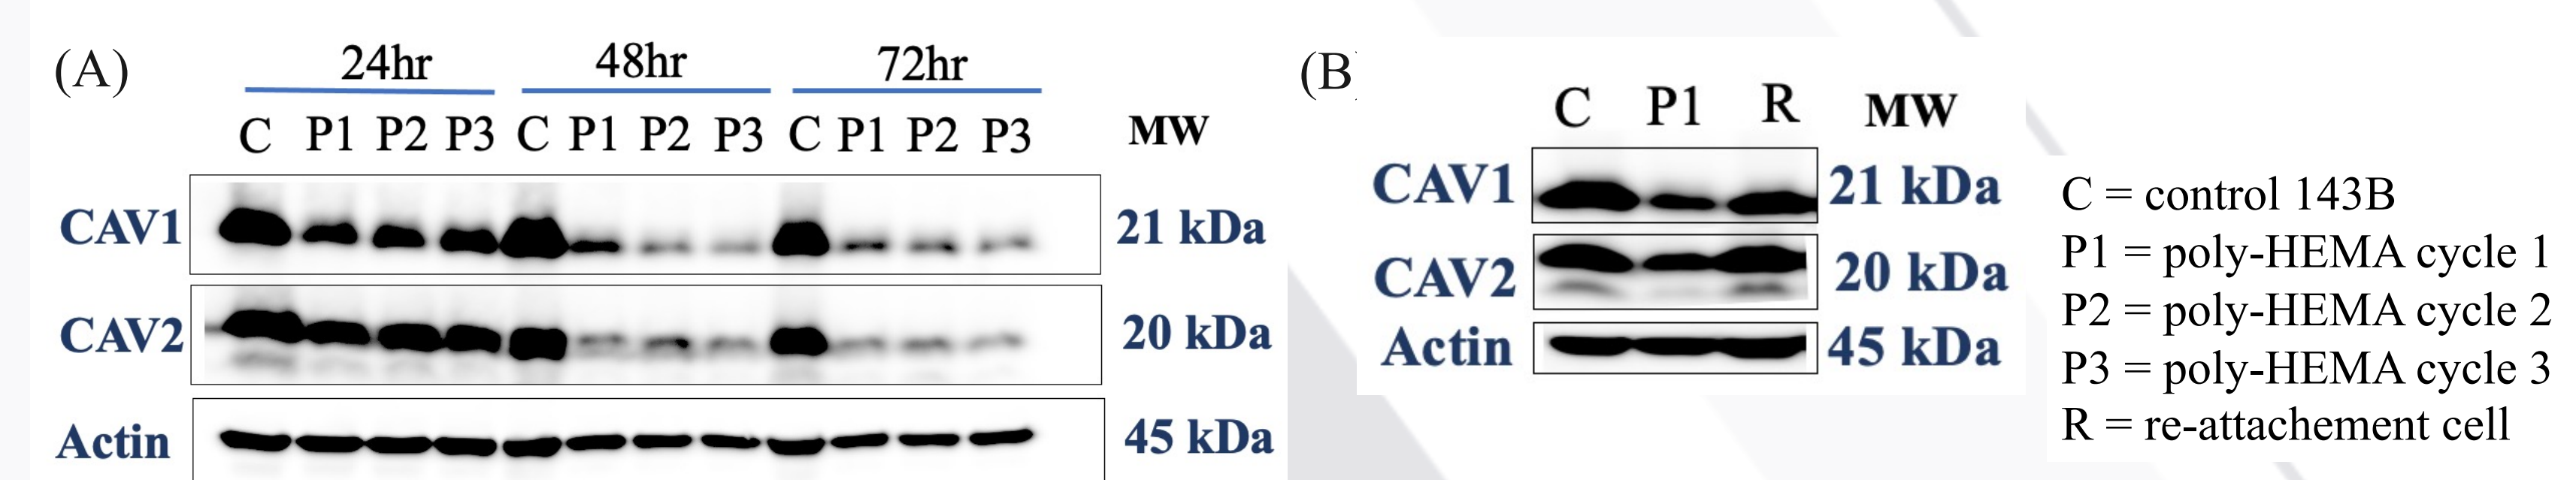 (A)
24hr 48hr 72hr
C P1 P2 P3 C P1 P2 P3 C P1 P2 P3 MW
CAV1 21 kDa
CAV2 20 kDa
Actin 45 kDa
(B
C P1 R MW
CAV1 21 kDa
CAV2 20 kDa
Actin 45 kDa
C = control 143B
P1 = poly-HEMA cycle 1
P2 = poly-HEMA cycle 2
P3 = poly-HEMA cycle 3
R = re-attachement cell